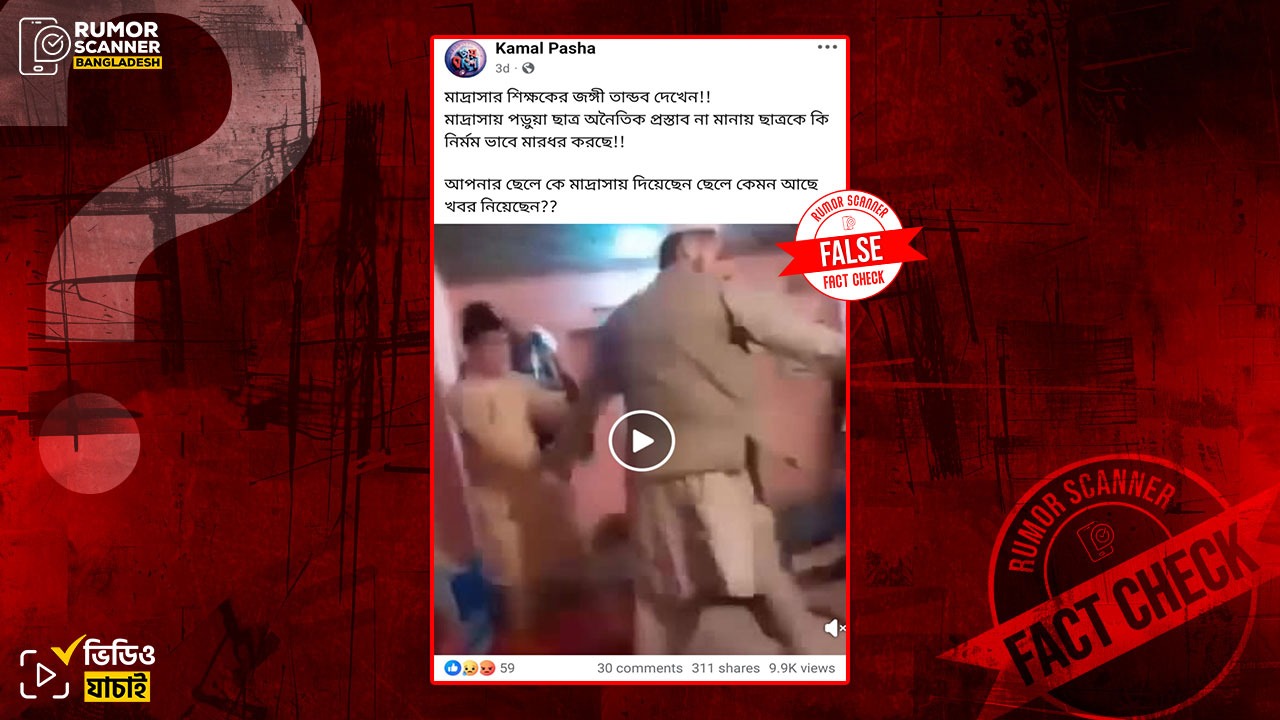 RUMOR
SCANNER
BANGLADESH
Kamal Pasha
3d
মাদ্রাসার শিক্ষকের জঙ্গী তান্ডব দেখেন!!
মাদ্রাসায় পড়ুয়া ছাত্র অনৈতিক প্রস্তাব না মানায় ছাত্রকে কি
নির্মম ভাবে মারধর করছে!!
আপনার ছেলে কে মাদ্রাসায় দিয়েছেন ছেলে কেমন আছে
খবর নিয়েছেন??
RUMOR SCANNER
FALSE
FACT CHECK
59
30 comments 311 shares 9.9K views
RUMOR SCANNER
FACT CHECK
ভিডিও
যাচাই